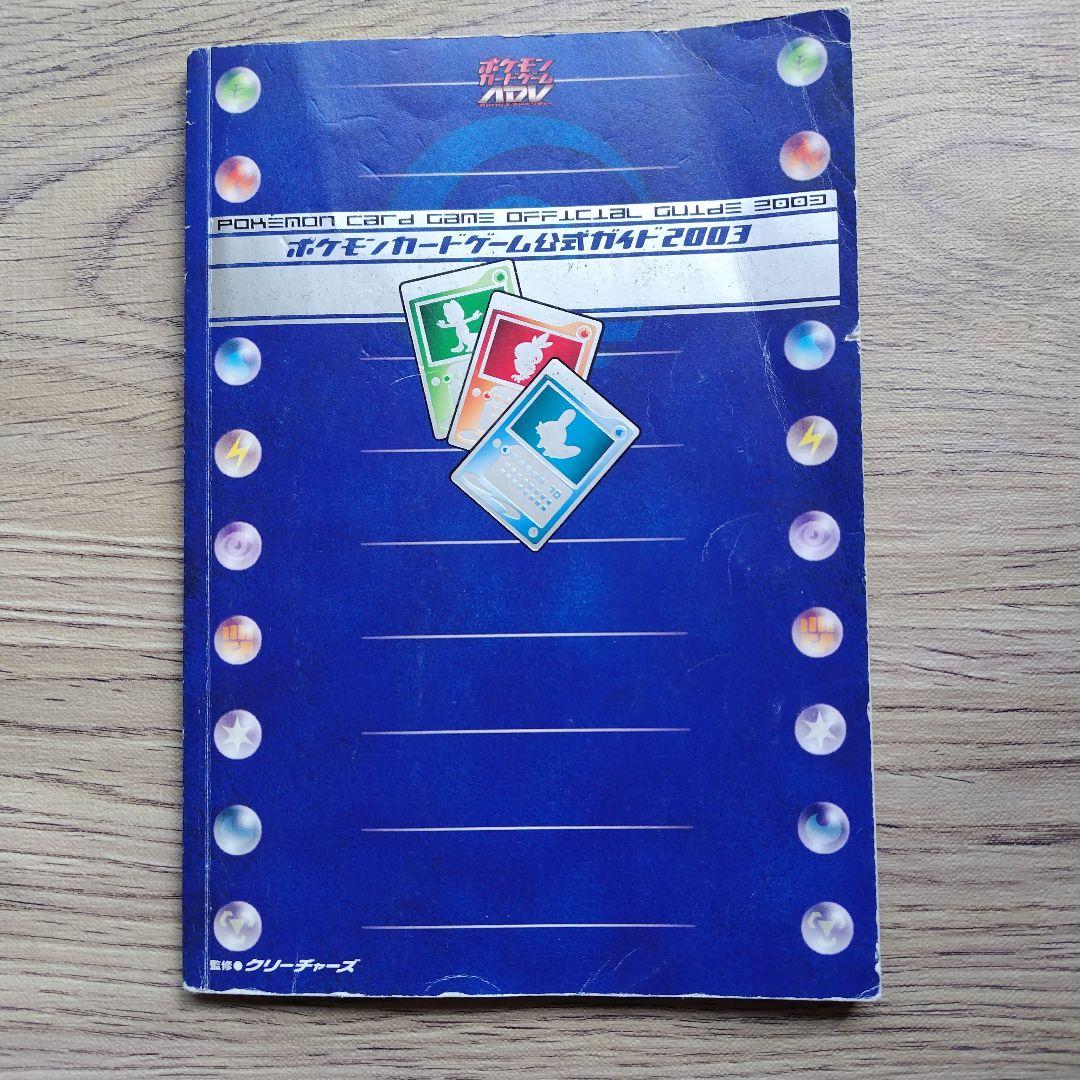 ポケモン
カードゲーム
ADV
POKéMON CARD GAME OFFICIAL GUIDE 2003
ポケモンカードゲーム公式ガイド2003
10
監修●クリーチャーズ